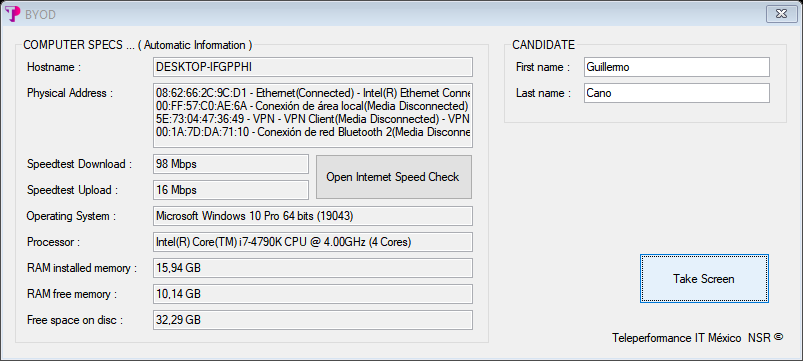 BYOD
COMPUTER SPECS ... ( Automatic Information )
Hostname :
DESKTOP-IFGPPHI
Physical Address :
08:62:66:2C:9C:D1 - Ethernet(Connected) - Intel(R) Ethernet Conne
00:FF:57:C0:AE:6A - Conexión de área local(Media Disconnected)
5E:73:04:47:36:49 - VPN - VPN Client(Media Disconnected) - VPN
00:1A:7D:DA:71:10 - Conexión de red Bluetooth 2(Media Disconne
Speedtest Download :
98 Mbps
Speedtest Upload :
16 Mbps
Open Internet Speed Check
Operating System :
Microsoft Windows 10 Pro 64 bits (19043)
Processor :
Intel(R) Core(TM) i7-4790K CPU @ 4.00GHz (4 Cores)
RAM installed memory :
15,94 GB
RAM free memory :
10,14 GB
Free space on disc :
32,29 GB
CANDIDATE
First name :
Guillermo
Last name :
Cano
Take Screen
Teleperformance IT México NSR ©